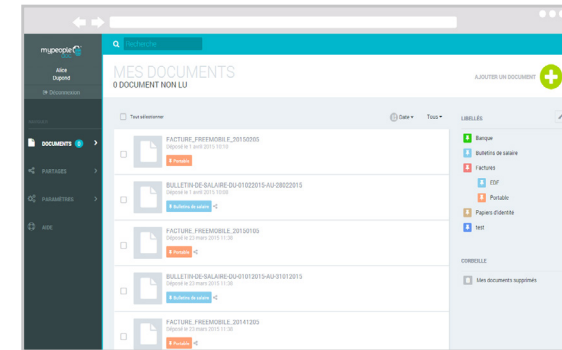 mypeople
Alice
Dupond
Déconnexion
DOCUMENTS
PARTAGES
PARAMÈTRES
AIDE
Recherche
MES DOCUMENTS
0 DOCUMENT NON LU
AJOUTER UN DOCUMENT
Tout sélectionner
Date
Tous
FACTURE_FREEMOBILE_20150205
Déposé le 1 avril 2015 10:10
Portable
BULLETIN-DE-SALAIRE-DU-01022015-AU-28022015
Déposé le 1 avril 2015 10:08
Bulletins de salaire
FACTURE_FREEMOBILE_20150105
Déposé le 23 mars 2015 11:38
Portable
BULLETIN-DE-SALAIRE-DU-01012015-AU-31012015
Déposé le 23 mars 2015 11:38
Bulletins de salaire
FACTURE_FREEMOBILE_20141205
Déposé le 23 mars 2015 11:38
Portable
LIBELLÉS
Banque
Bulletins de salaire
Factures
EDF
Portable
Papiers d'identité
test
CORBEILLE
Mes documents supprimés